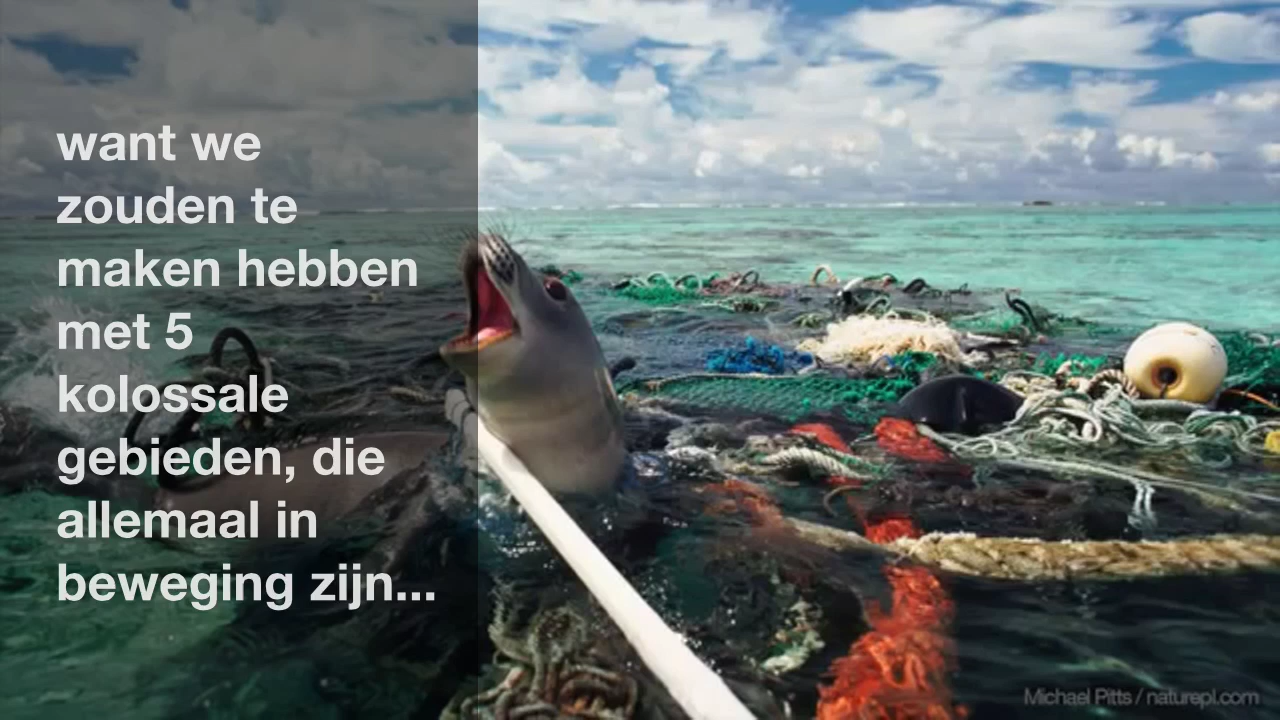 want we
zouden te
maken hebben
met 5
kolossale
gebieden, die
allemaal in
beweging zijn...
Michael Pitts / naturepl.com